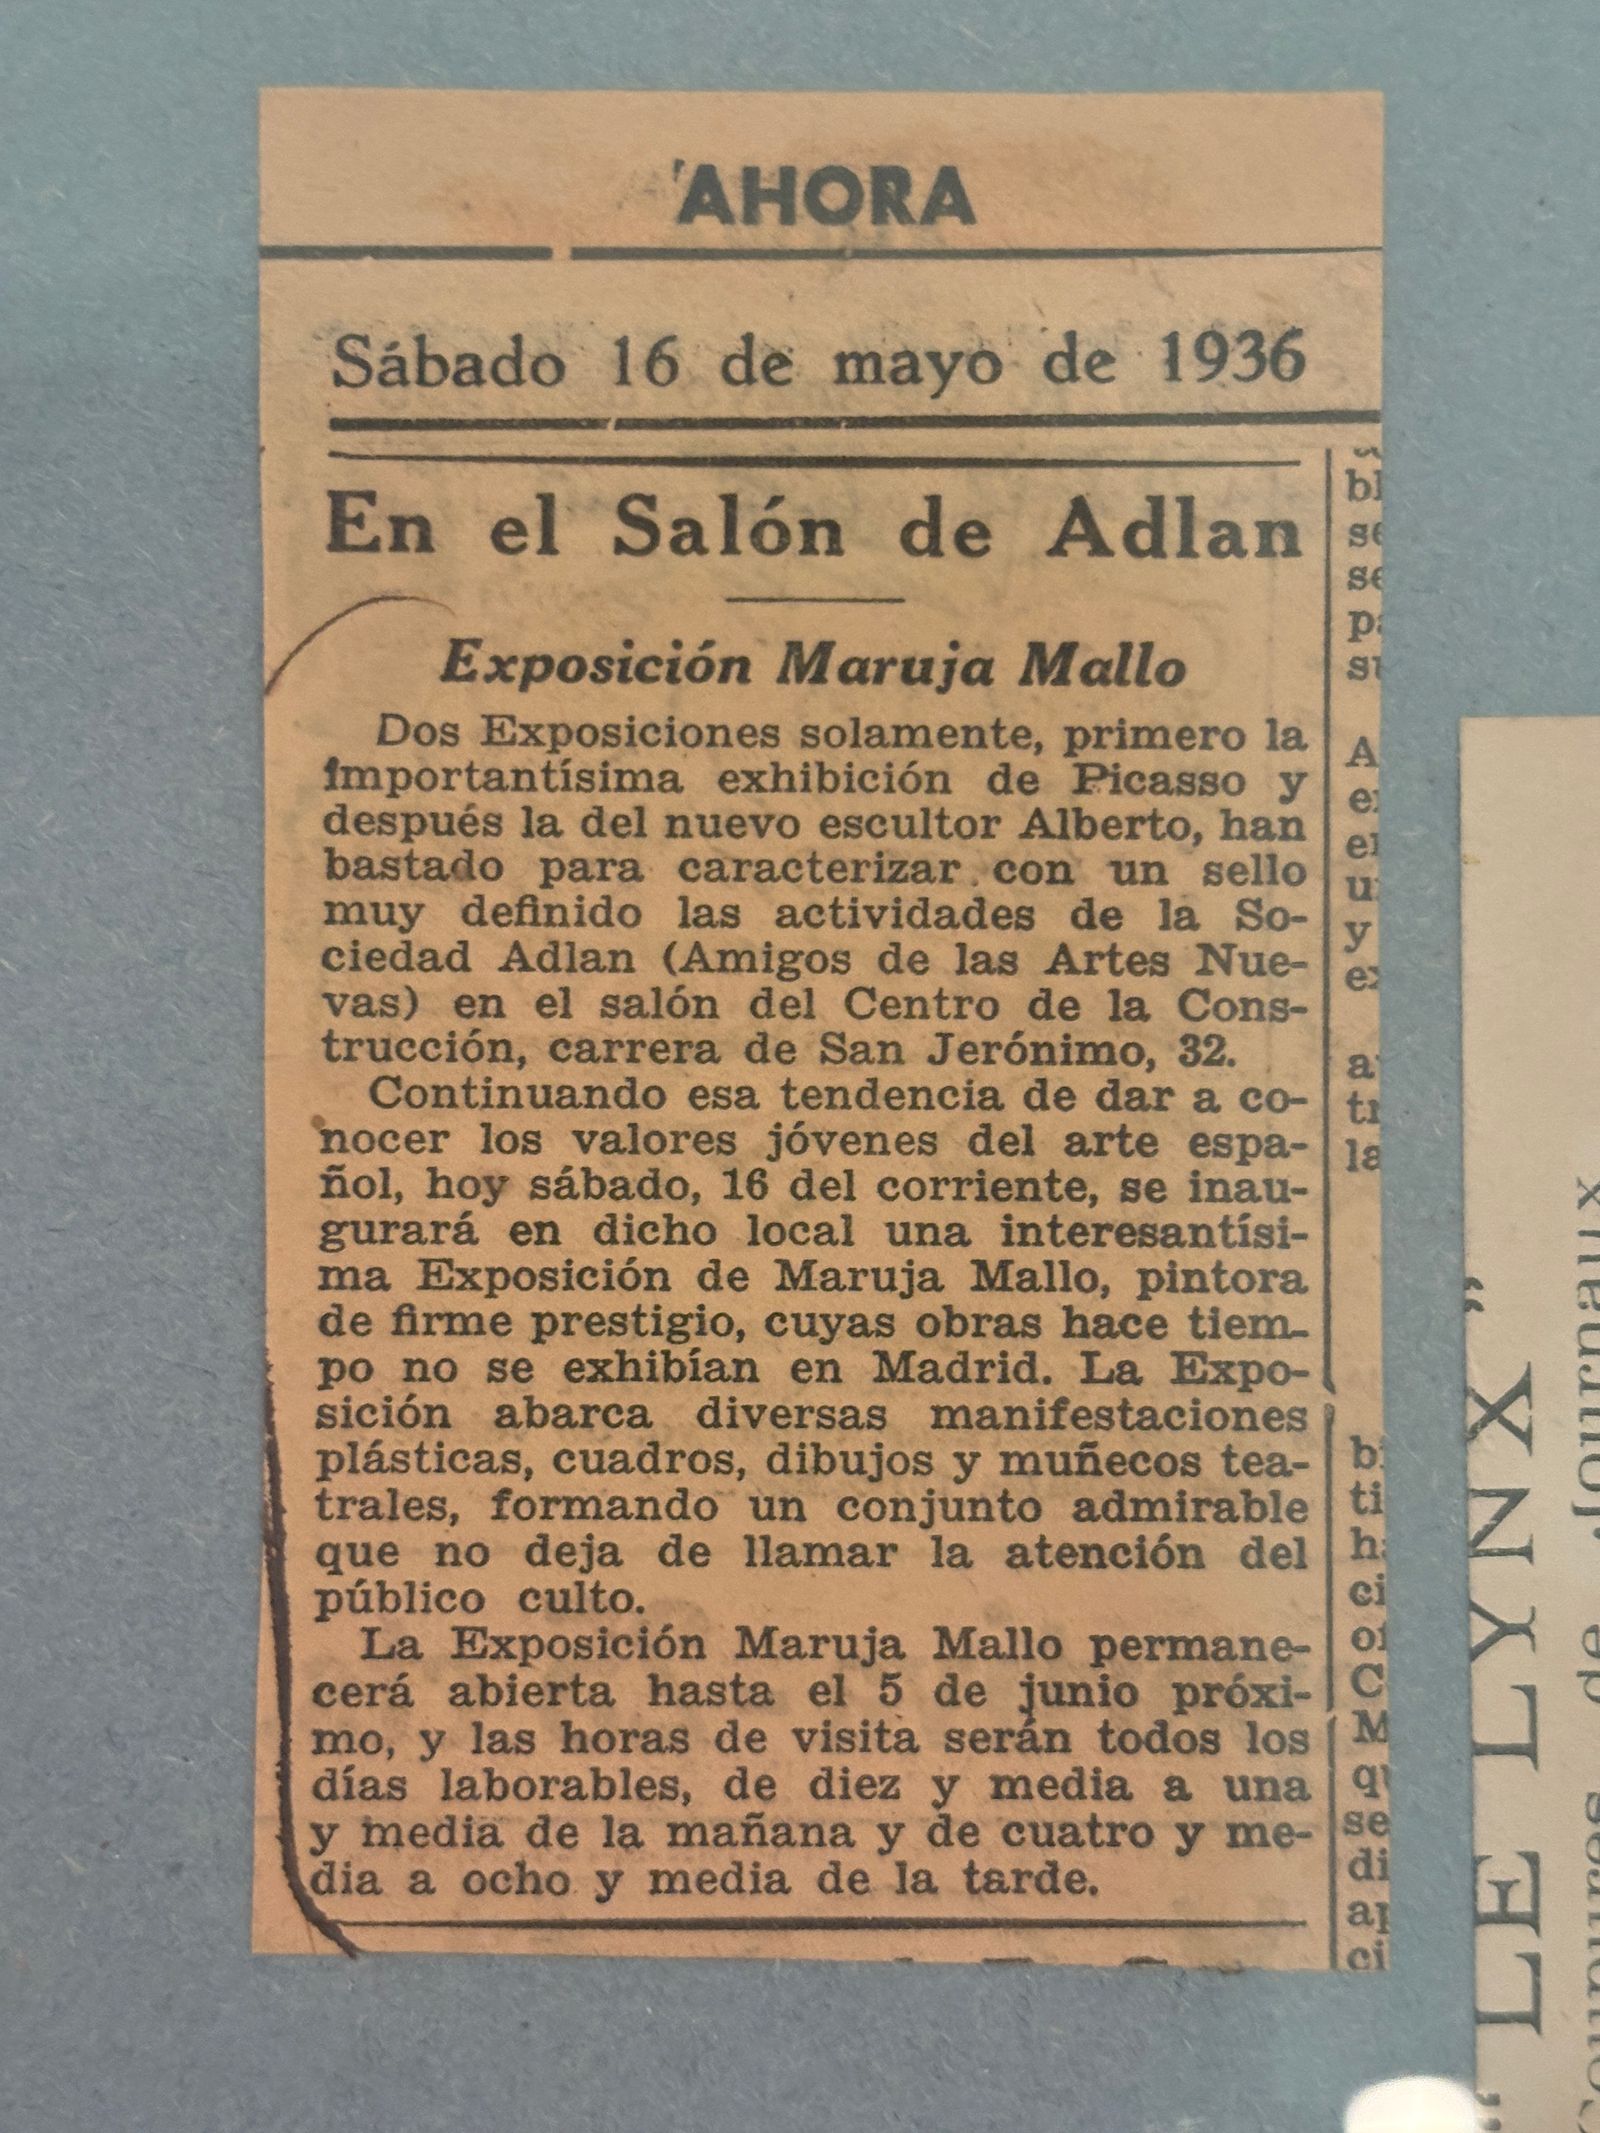 AHORA
Sábado 16 de mayo de 1936
En el Salón de Adlan
Exposición Maruja Mallo
Dos Exposiciones solamente, primero la
importantísima exhibición de Picasso y
después la del nuevo escultor Alberto, han
bastado para caracterizar con un sello
muy definido las actividades de la So-
ciedad Adlan (Amigos de las Artes Nue-
vas) en el salón del Centro de la Cons-
trucción, carrera de San Jerónimo, 32.
Continuando esa tendencia de dar a co-
nocer los valores jóvenes del arte espa-
ñol, hoy sábado, 16 del corriente, se inau-
gurará en dicho local una interesantísi-
ma Exposición de Maruja Mallo, pintora
de firme prestigio, cuyas obras hace tiem-
po no se exhibían en Madrid. La Expo-
sición abarca diversas manifestaciones
plásticas, cuadros, dibujos y muñecos tea-
trales, formando un conjunto admirable
que no deja de llamar la atención del
público culto.
La Exposición Maruja Mallo permane-
cerá abierta hasta el 5 de junio próxi-
mo, y las horas de visita serán todos los
días laborables, de diez y media a una
y media de la mañana y de cuatro y me-
dia a ocho y media de la tarde.
"LE LYNX"
Coupures de Journaux